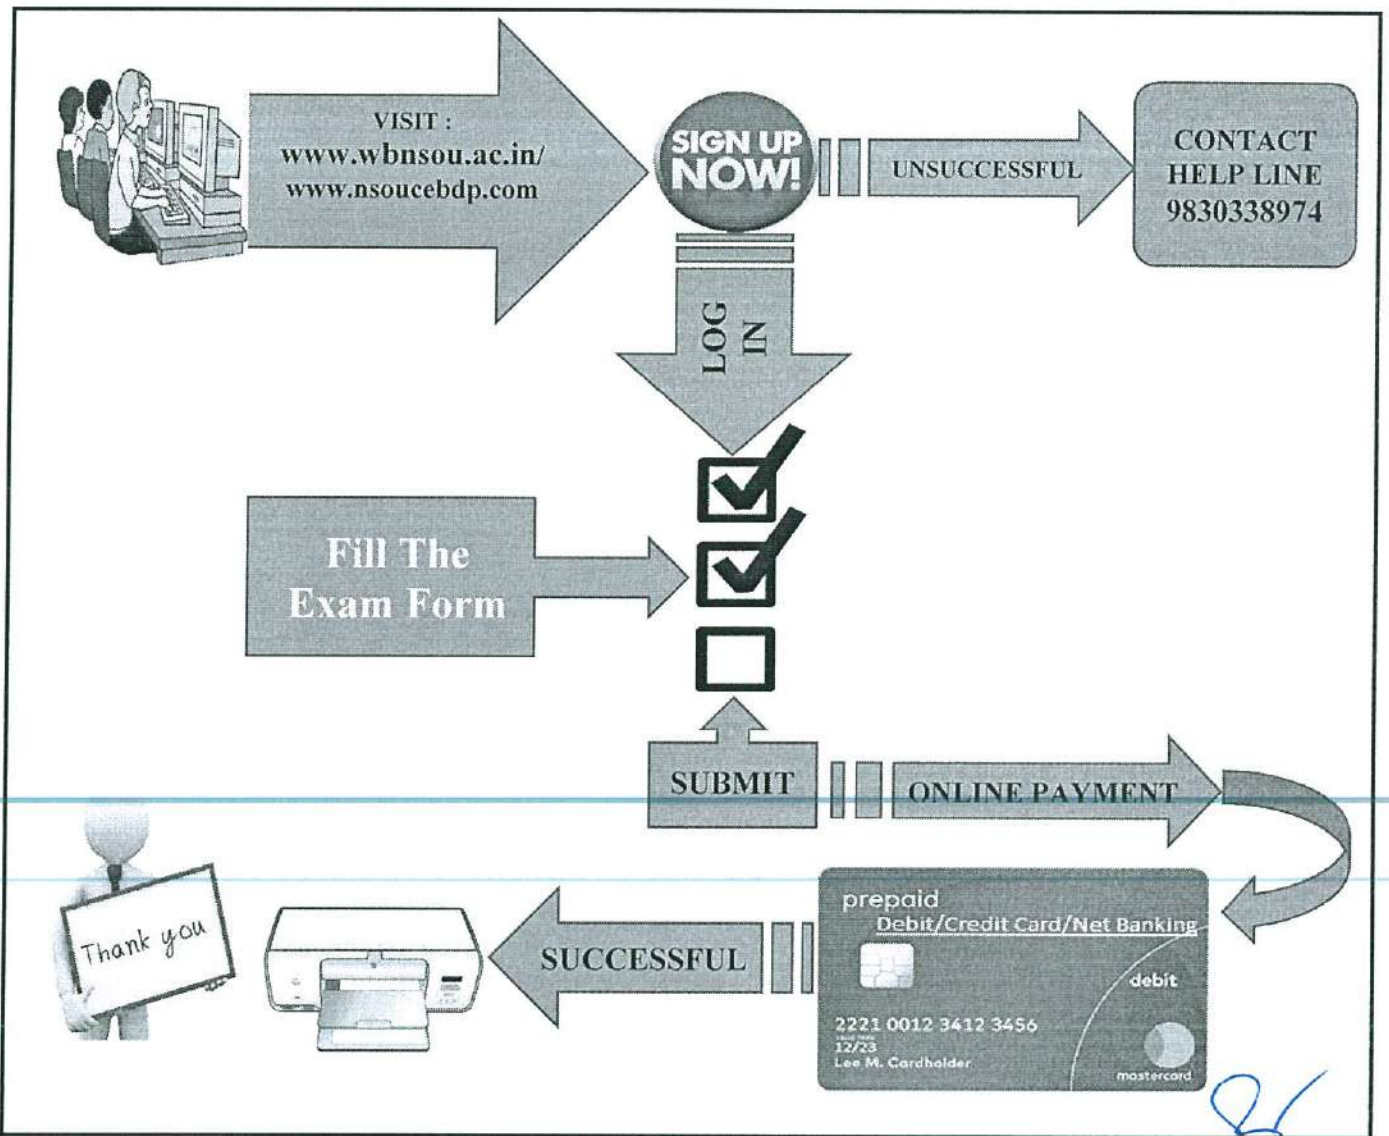 VISIT :
www.wbnsou.ac.in/
www.nsoucebdp.com
SIGN UP
NOW!
UNSUCCESSFUL
CONTACT
HELP LINE
9830338974
LOG
IN
Fill The
Exam Form
SUBMIT
ONLINE PAYMENT
prepaid
Debit/Credit Card/Net Banking
debit
2221 0012 3412 3456
12/23
Lee M. Cardholder
mastercard
SUCCESSFUL
Thank you